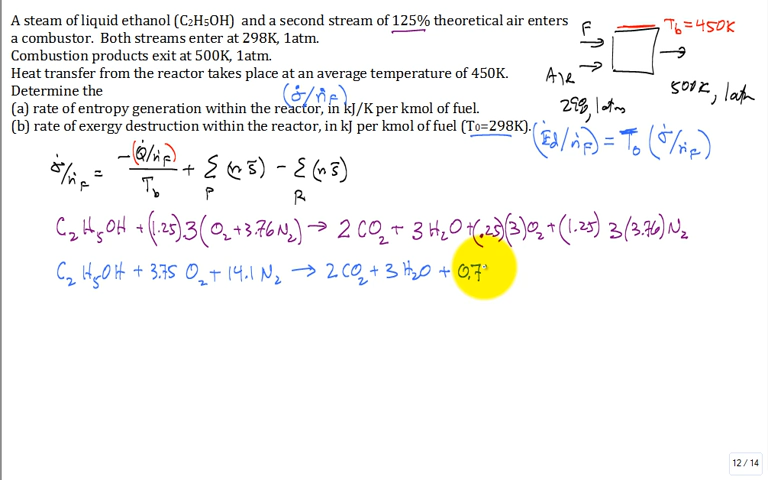 A steam of liquid ethanol (C₂H₅OH) and a second stream of 125% theoretical air enters
a combustor. Both streams enter at 298K, 1atm.
Combustion products exit at 500K, 1atm.
Heat transfer from the reactor takes place at an average temperature of 450K.
Determine the
(σ̇/ṅF)
(a) rate of entropy generation within the reactor, in kJ/K per kmol of fuel.
(b) rate of exergy destruction within the reactor, in kJ per kmol of fuel (T₀=298K).
F
Tb=450K
AIR
298, 1atm
500K, 1atm
(Ėd/ṅF) = T₀ (σ̇/ṅF)
σ̇/ṅF = -(Q̇/ṅF)/Tb + Σ_P (n s̄) - Σ_R (n s̄)
C₂H₅OH + (1.25)3(O₂+3.76N₂) → 2CO₂ + 3H₂O + (.25)(3)O₂ + (1.25) 3(3.76)N₂
C₂H₅OH + 3.75 O₂ + 14.1 N₂ → 2CO₂ + 3H₂O + 0.7
12 / 14